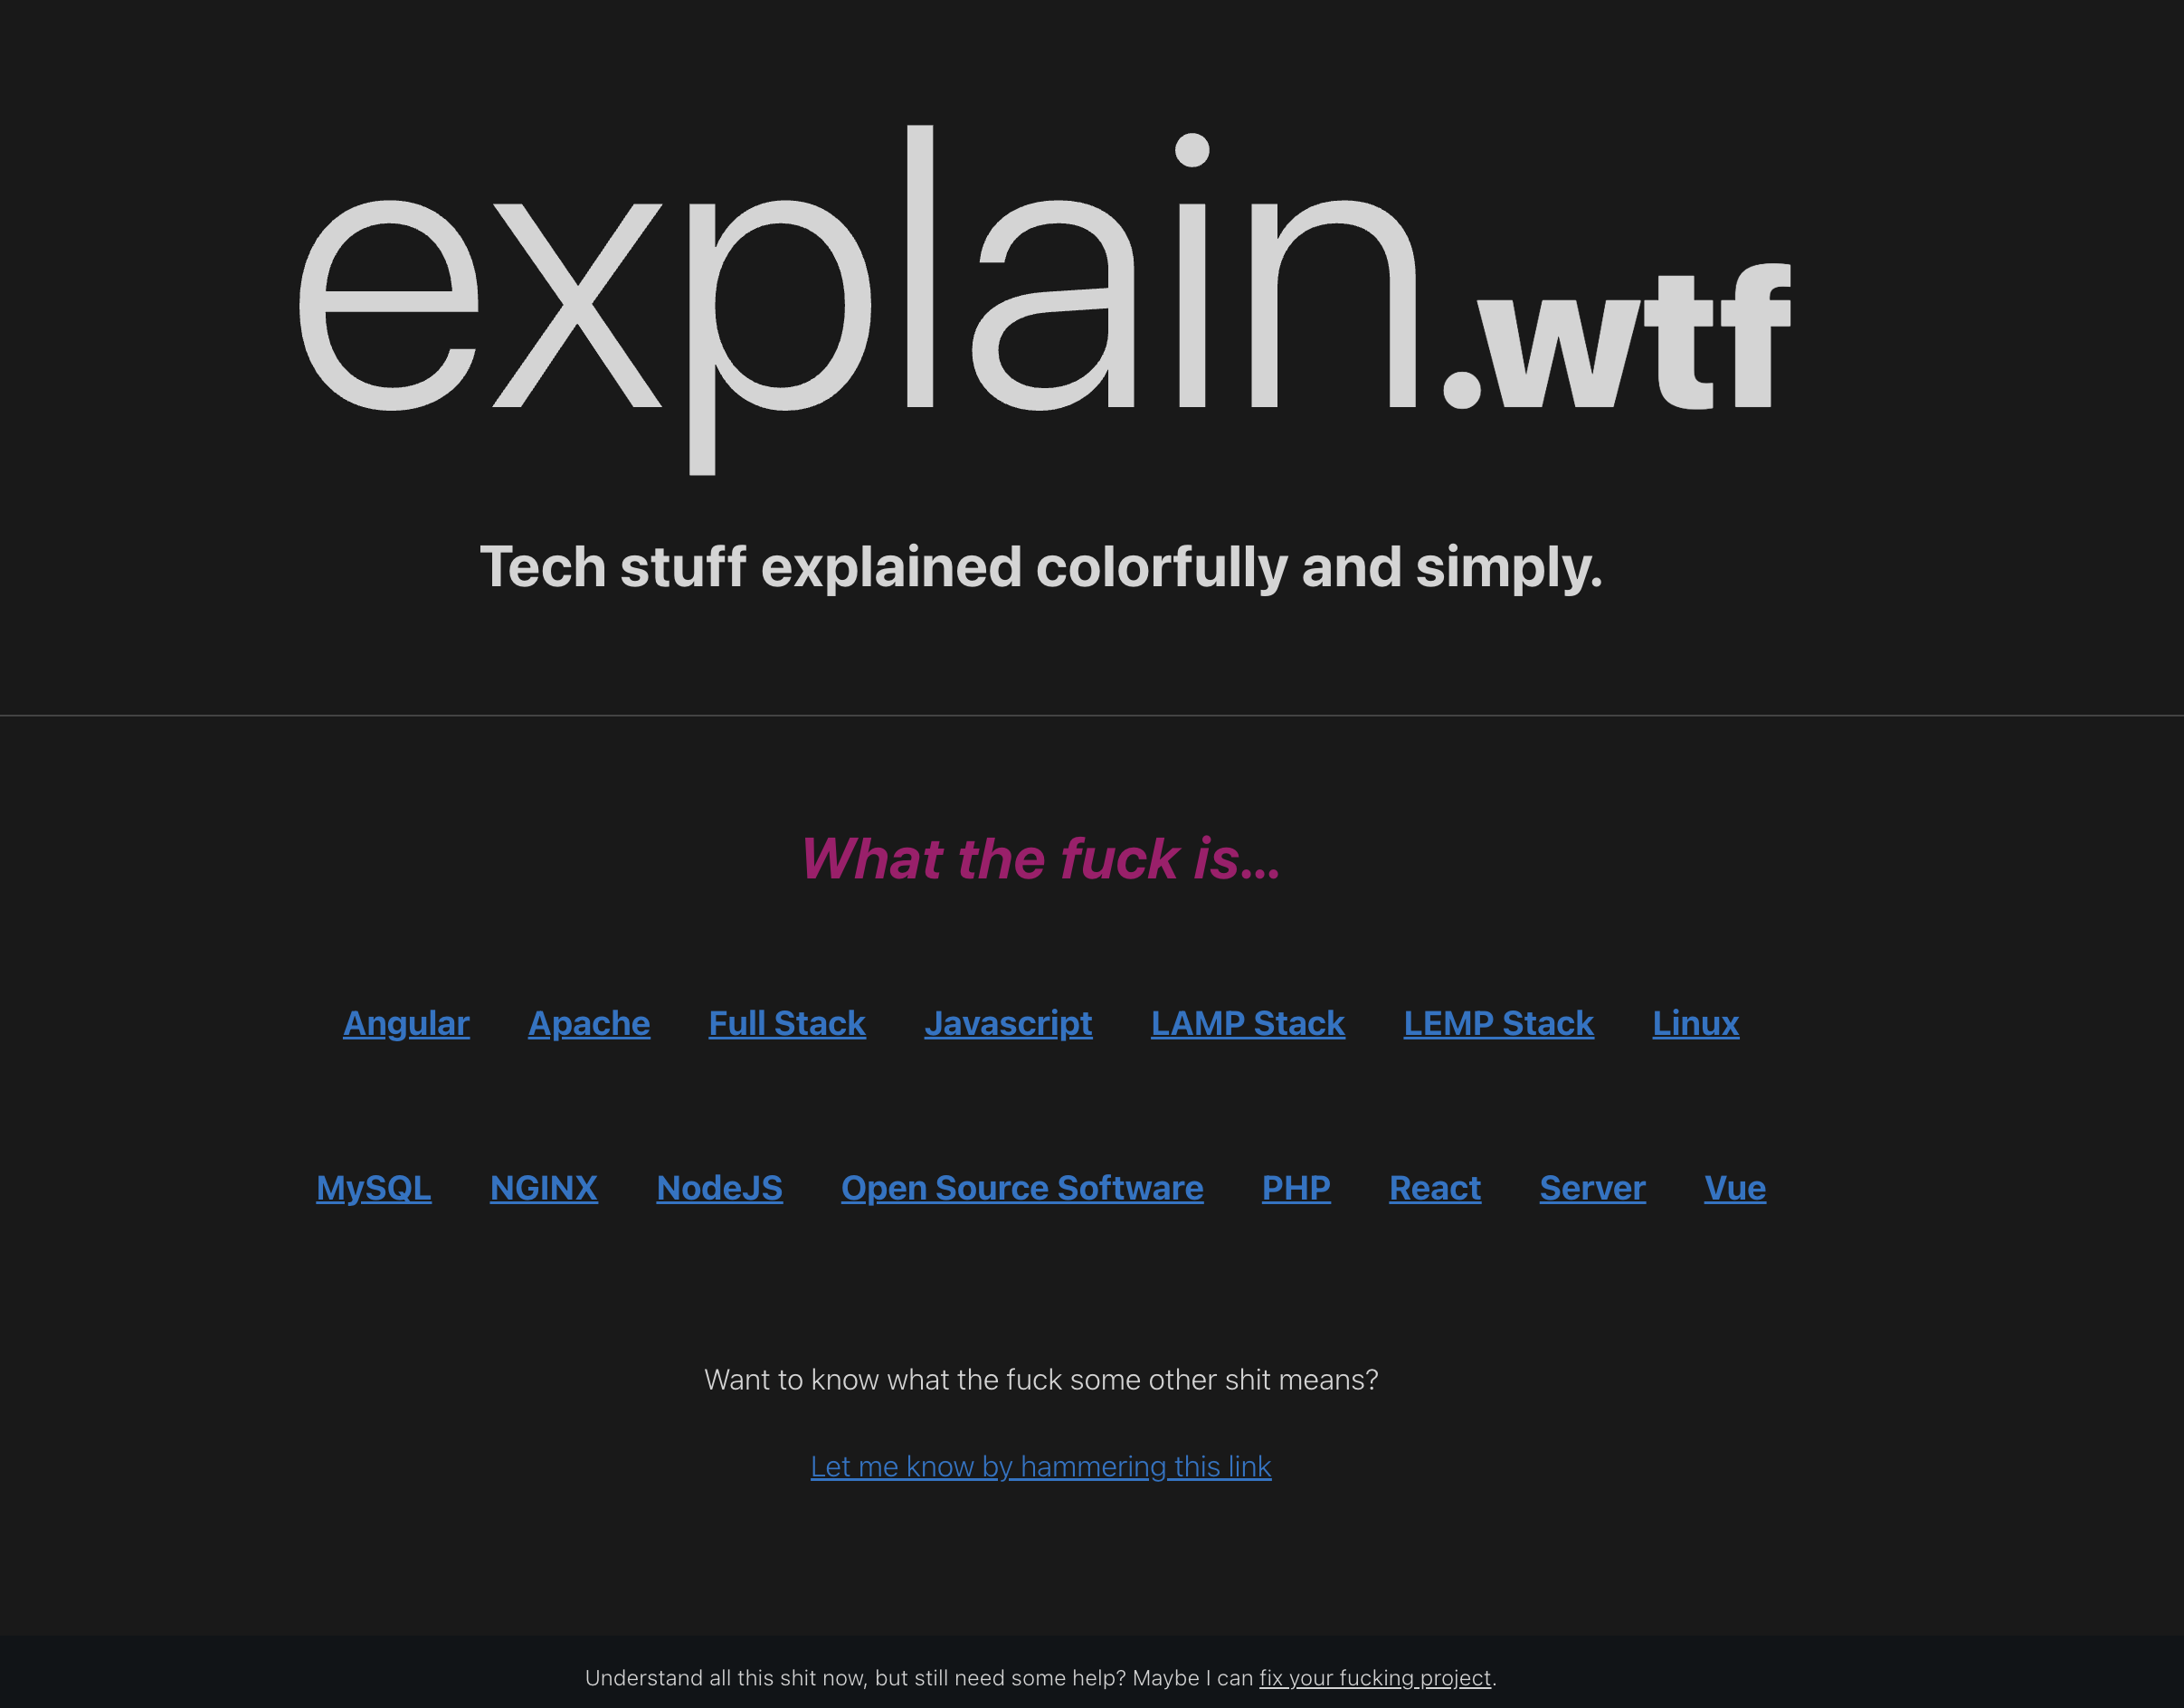 explain.wtf
Tech stuff explained colorfully and simply.
What the fuck is...
Angular Apache Full Stack Javascript LAMP Stack LEMP Stack Linux
MySQL NGINX NodeJS Open Source Software PHP React Server Vue
Want to know what the fuck some other shit means?
Let me know by hammering this link
Understand all this shit now, but still need some help? Maybe I can fix your fucking project.